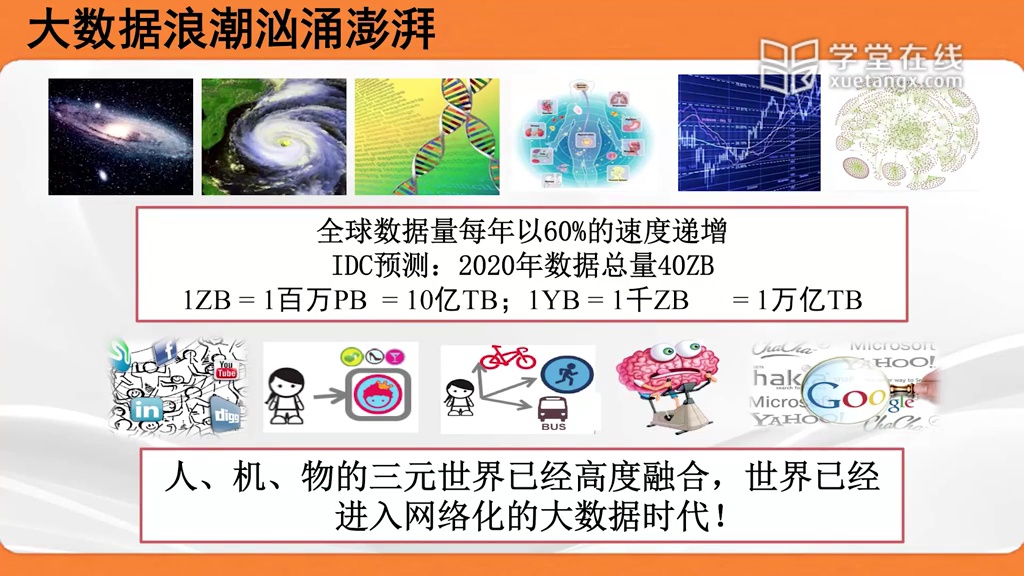 大数据浪潮汹涌澎湃
学堂在线
xuetangx.com
全球数据量每年以60%的速度递增
IDC预测：2020年数据总量40ZB
1ZB = 1百万PB = 10亿TB；1YB = 1千ZB = 1万亿TB
f
You
Tube
in
digg
BUS
ChaCha
Microsoft
YAHOO!
hak
Micros
Google
YAHOO
ChaCha
人、机、物的三元世界已经高度融合，世界已经
进入网络化的大数据时代！